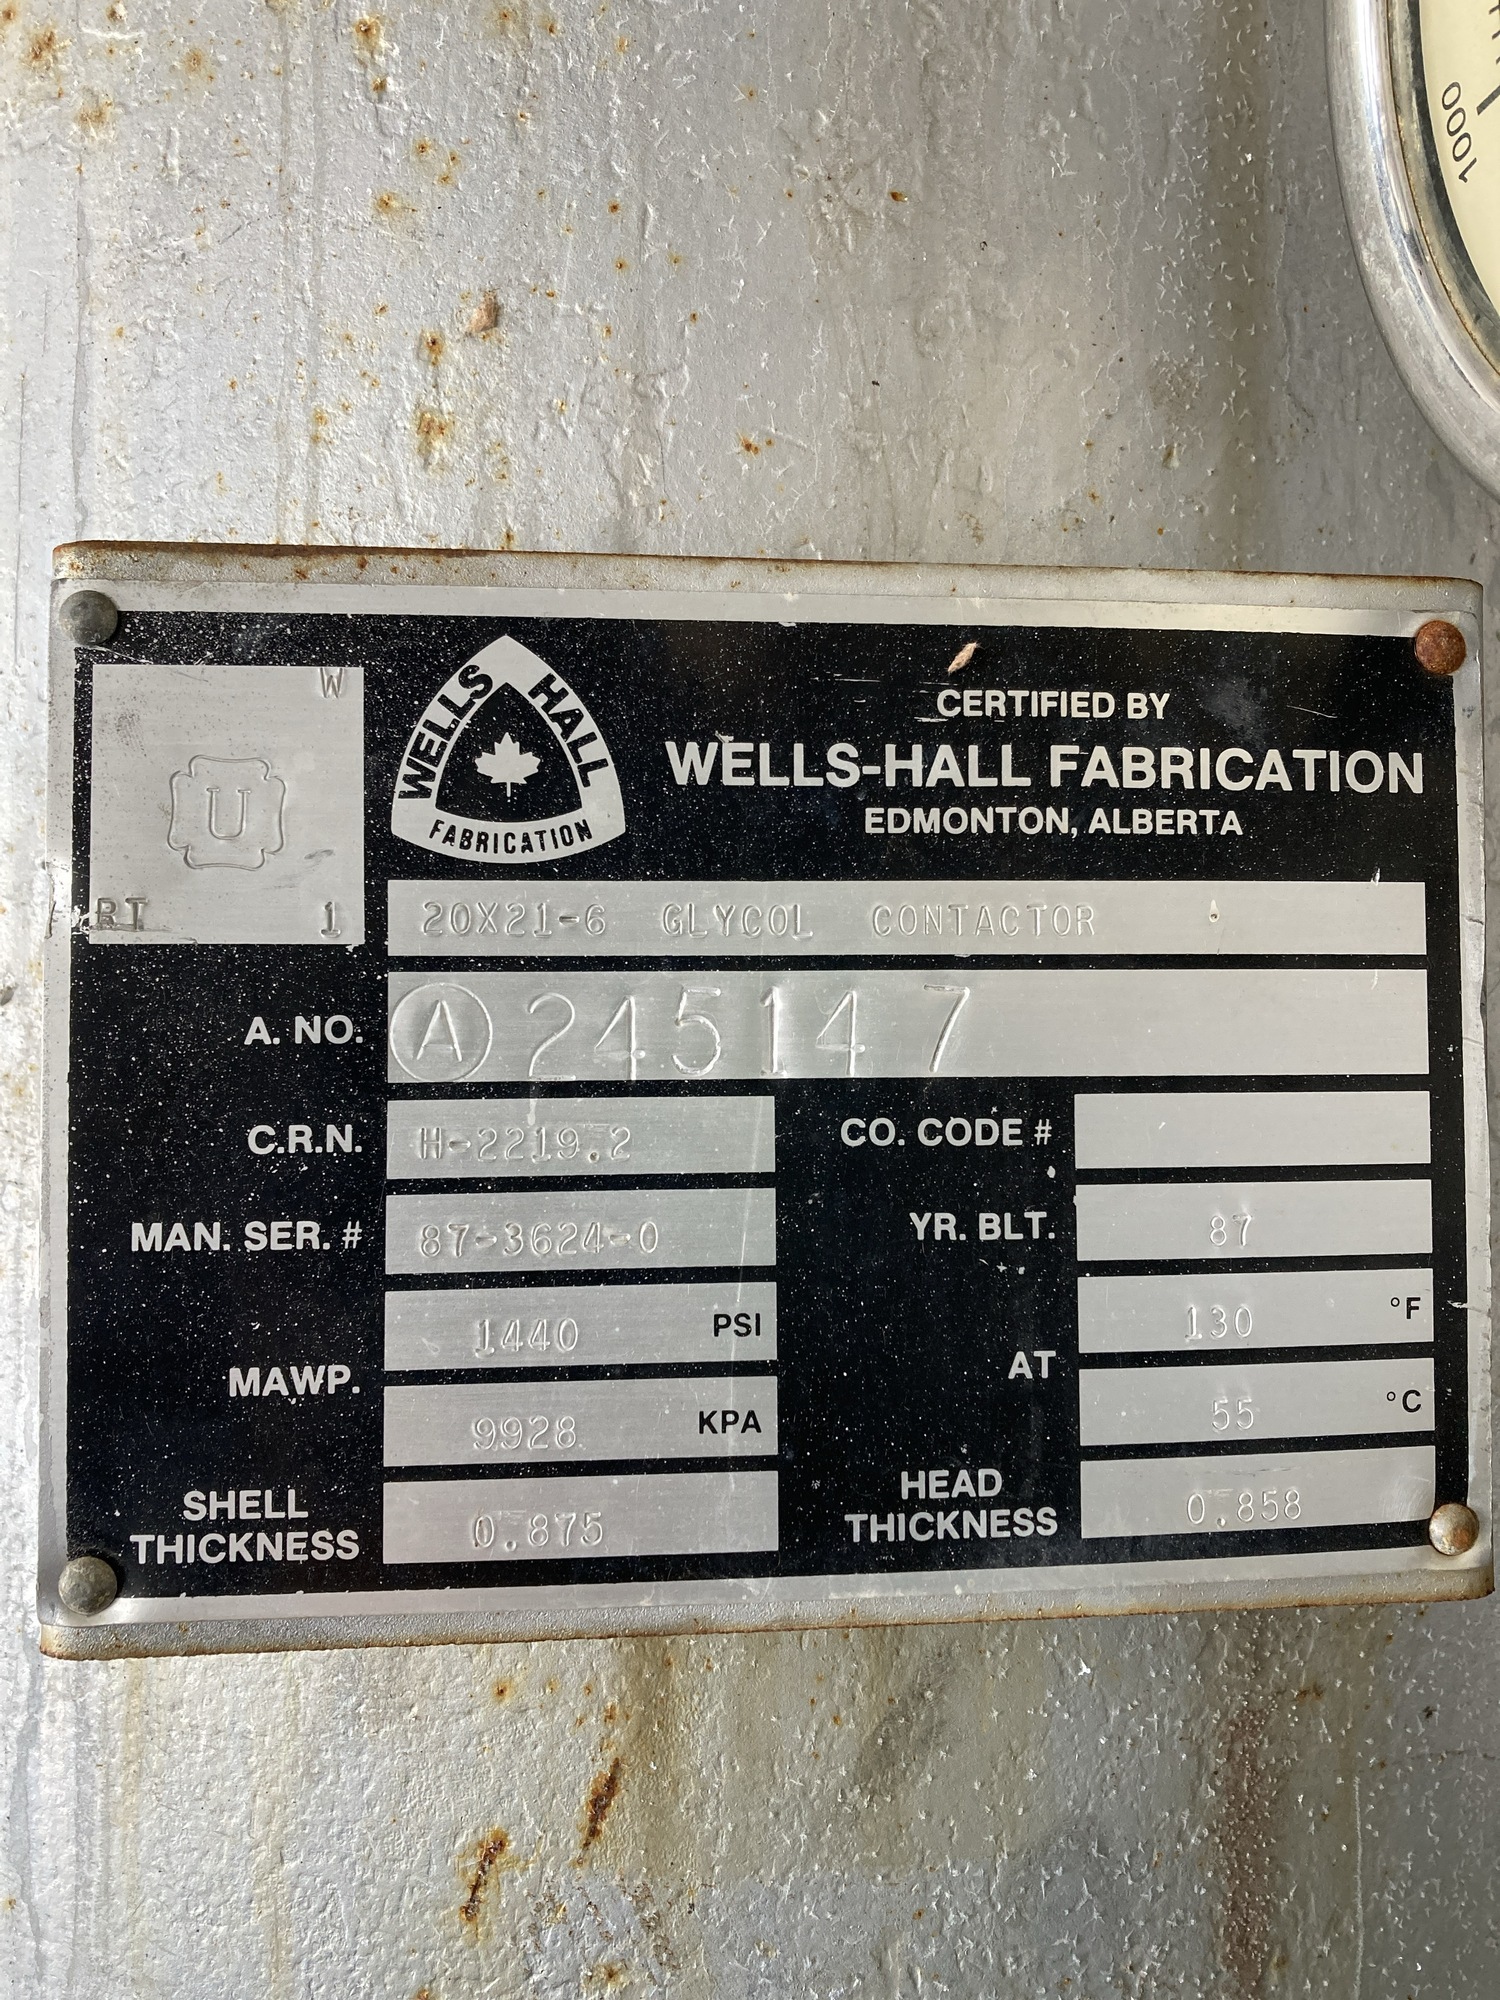 1000
W
U
RT 1
WELLS HALL
FABRICATION
CERTIFIED BY
WELLS-HALL FABRICATION
EDMONTON, ALBERTA
20X21-6 GLYCOL CONTACTOR
A. NO. A 245147
C.R.N. H-2219.2
CO. CODE #
MAN. SER. # 87-3624-0
YR. BLT. 87
MAWP. 1440 PSI
9928 KPA
AT 130 °F
55 °C
SHELL
THICKNESS 0.875
HEAD
THICKNESS 0.858